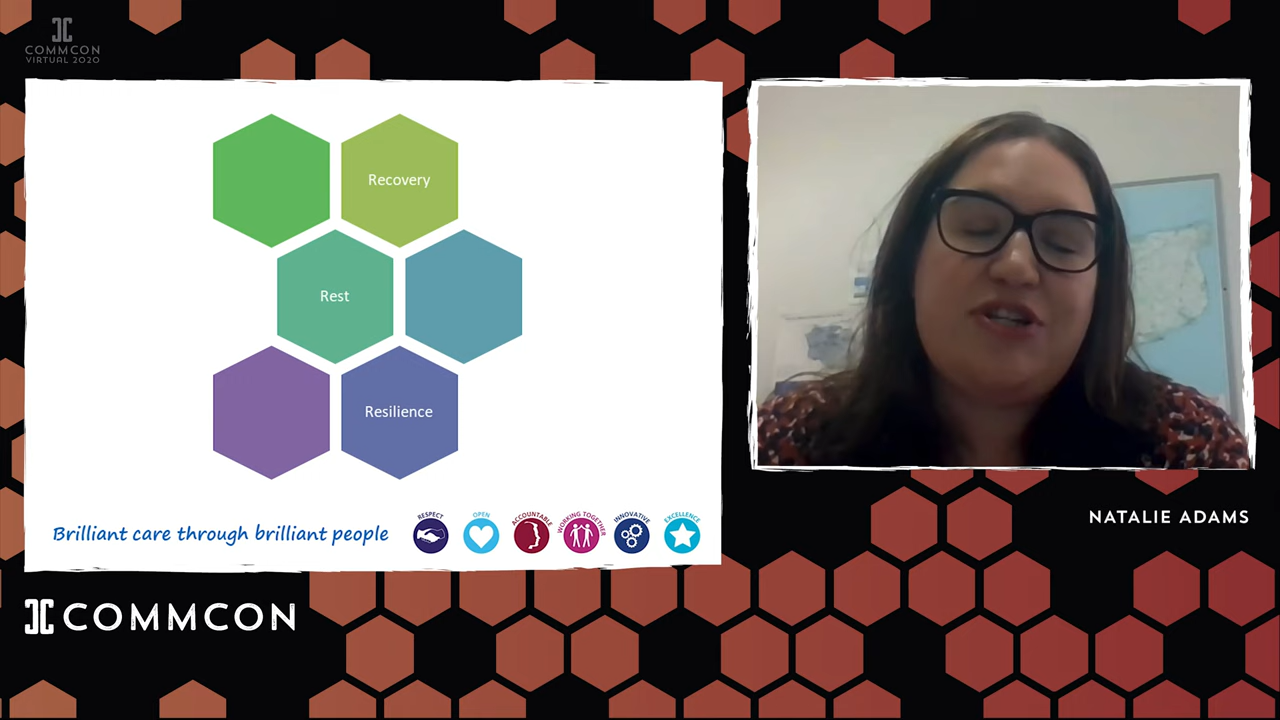 COMMCON
VIRTUAL 2020
Recovery
Rest
Resilience
Brilliant care through brilliant people
RESPECT
OPEN
ACCOUNTABLE
WORKING TOGETHER
INNOVATIVE
EXCELLENCE
NATALIE ADAMS
COMMCON